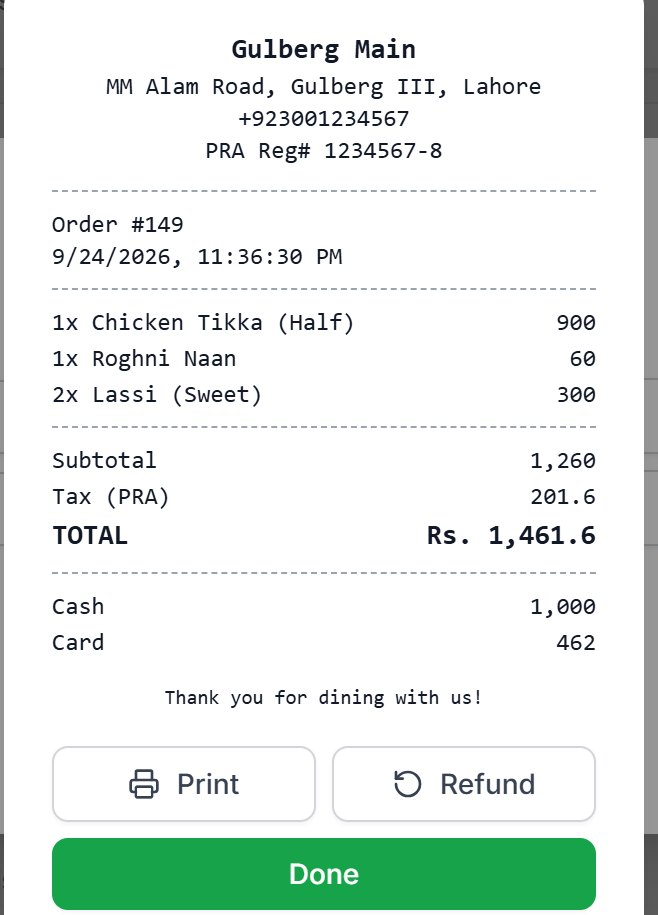 Gulberg Main
MM Alam Road, Gulberg III, Lahore
+923001234567
PRA Reg# 1234567-8
Order #149
9/24/2026, 11:36:30 PM
1x Chicken Tikka (Half) 900
1x Roghni Naan 60
2x Lassi (Sweet) 300
Subtotal 1,260
Tax (PRA) 201.6
TOTAL Rs. 1,461.6
Cash 1,000
Card 462
Thank you for dining with us!
Print Refund
Done